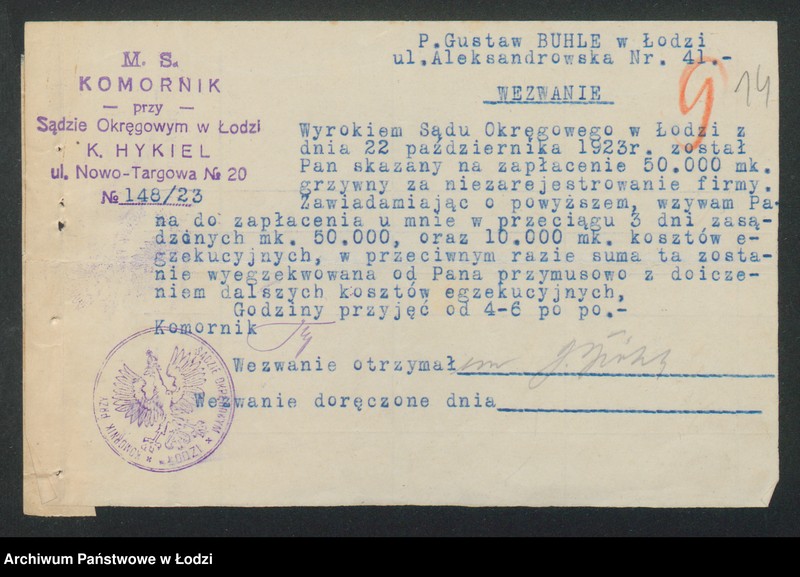 M. S.
KOMORNIK
— przy —
Sądzie Okręgowym w Łodzi
K. HYKIEL
ul. Nowo-Targowa № 20
№ 148/23
P.Gustaw BUHLE w Łodzi
ul.Aleksandrowska Nr. 41.-
WEZWANIE
9
14
Wyrokiem Sądu Okręgowego w Łodzi z
dnia 22 października 1923r. został
Pan skazany na zapłacenie 50.000 mk.
grzywny za niezarejestrowanie firmy.
Zawiadamiając o powyższem, wzywam Pa-
na do zapłacenia u mnie w przeciągu 3 dni zasą-
dzonych mk. 50.000, oraz 10.000 mk. kosztów e-
gzekucyjnych, w przeciwnym razie suma ta zosta-
nie wyegzekwowana od Pana przymusowo z doicze-
niem dalszych kosztów egzekucyjnych,
Godziny przyjęć od 4-6 po po.-
Komornik
Wezwanie otrzymał
Wezwanie doręczone dnia
KOMORNIK PRZY SĄDZIE OKRĘGOWYM * ŁODZI *
Archiwum Państwowe w Łodzi